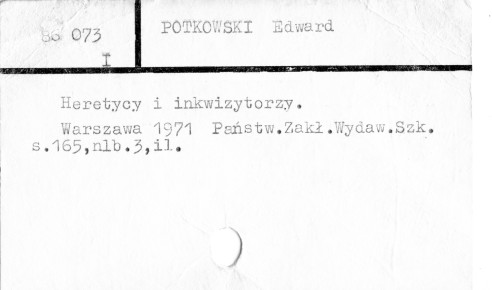 86 073
I
POTKOWSKI Edward
Heretycy i inkwizytorzy.
Warszawa 1971 Państw.Zakł.Wydaw.Szk.
s.165,nlb.3,il.